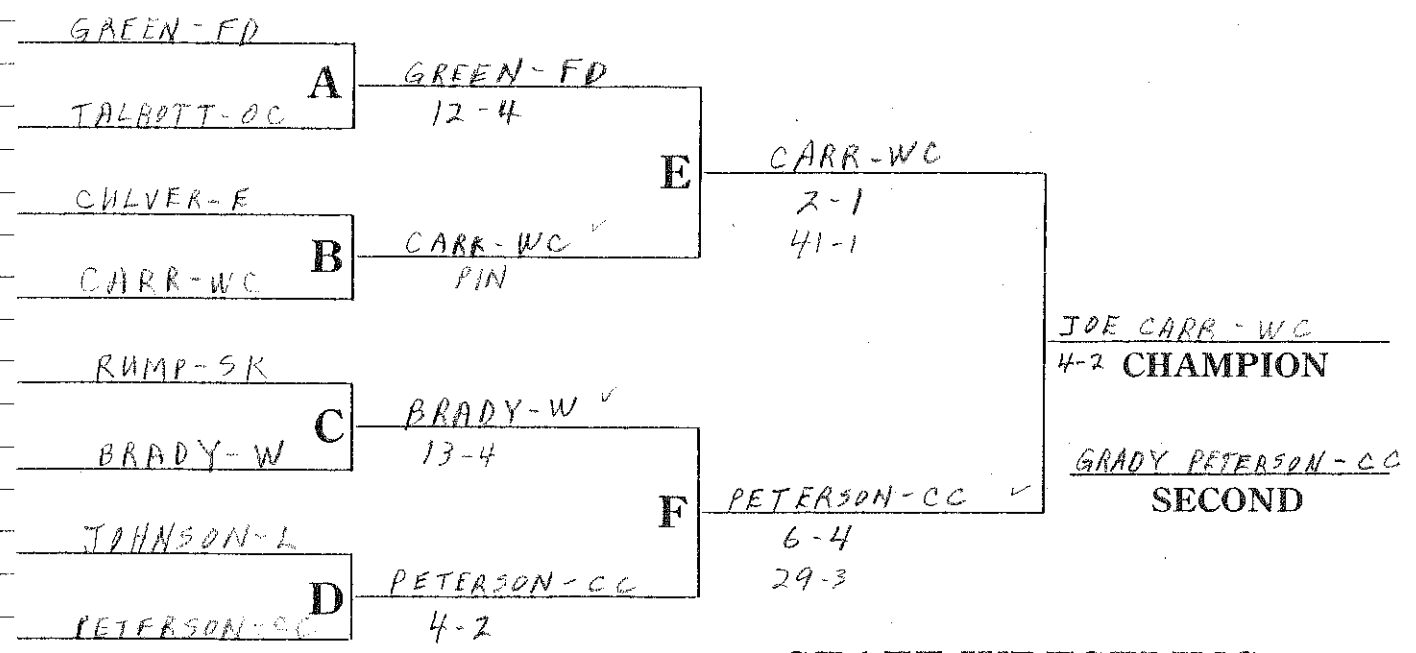 GREEN-FD
A
TALBOTT-OC
GREEN-FD
12-4
CULVER-E
B
CARR-WC
CARR-WC
PIN
E
CARR-WC
2-1
41-1
RUMP-SK
C
BRADY-W
BRADY-W
13-4
JOHNSON-L
D
PETERSON-CC
PETERSON-CC
4-2
F
PETERSON-CC
6-4
29-3
JOE CARR-WC
4-2 CHAMPION
GRADY PETERSON-CC
SECOND